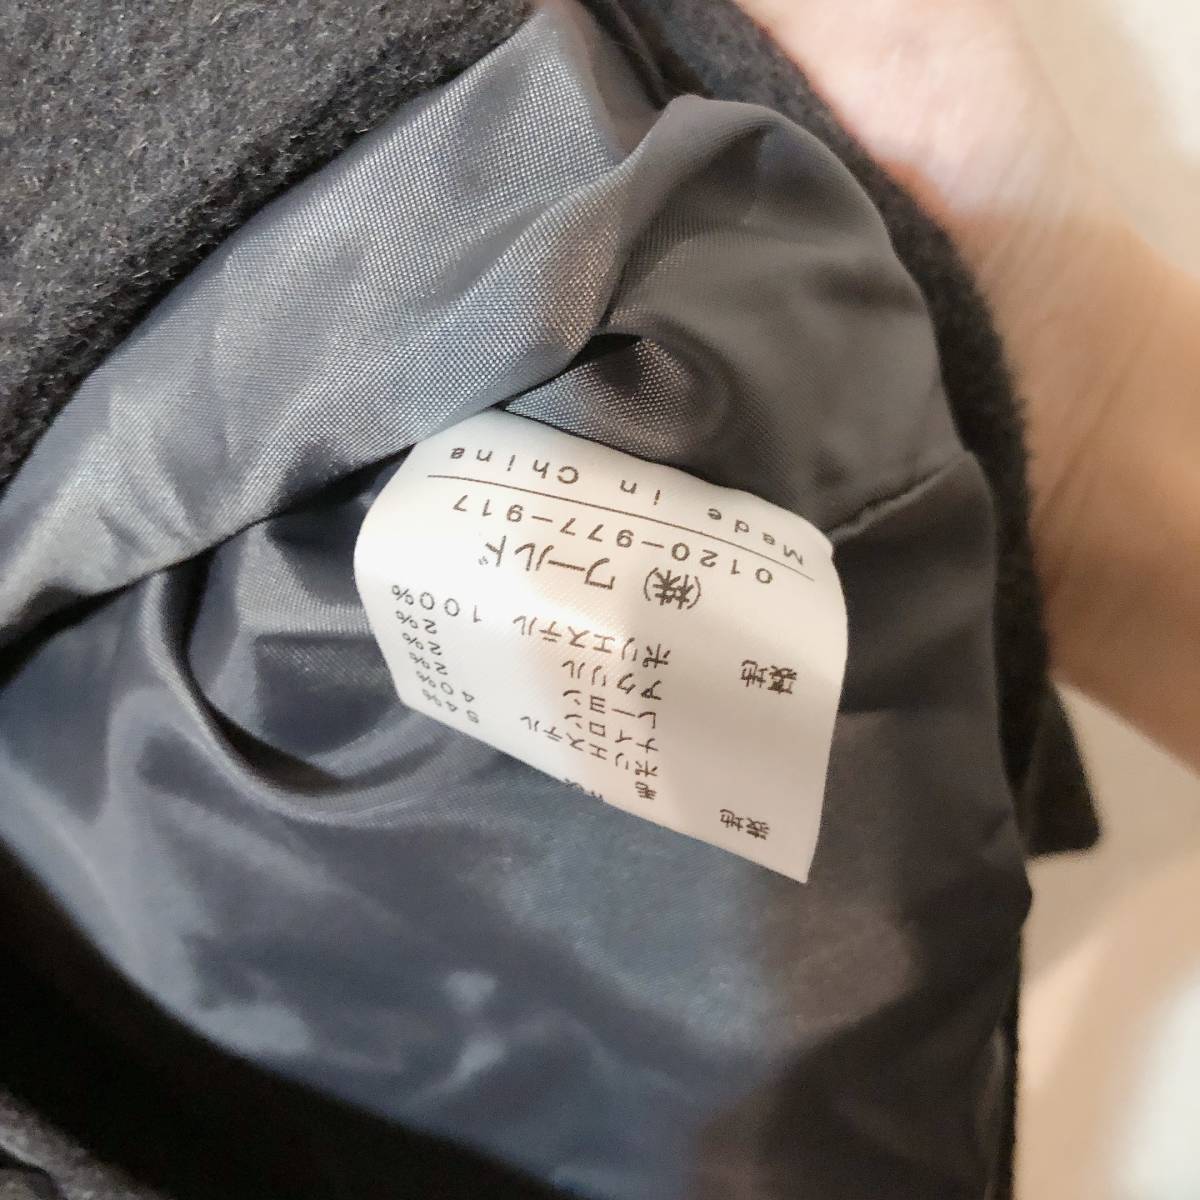 表地 毛 54%
ポリエステル 40%
ナイロン 2%
レーヨン 2%
アクリル 2%
裏地 ポリエステル 100%
(株) ワールド
0120-977-917
Made in China